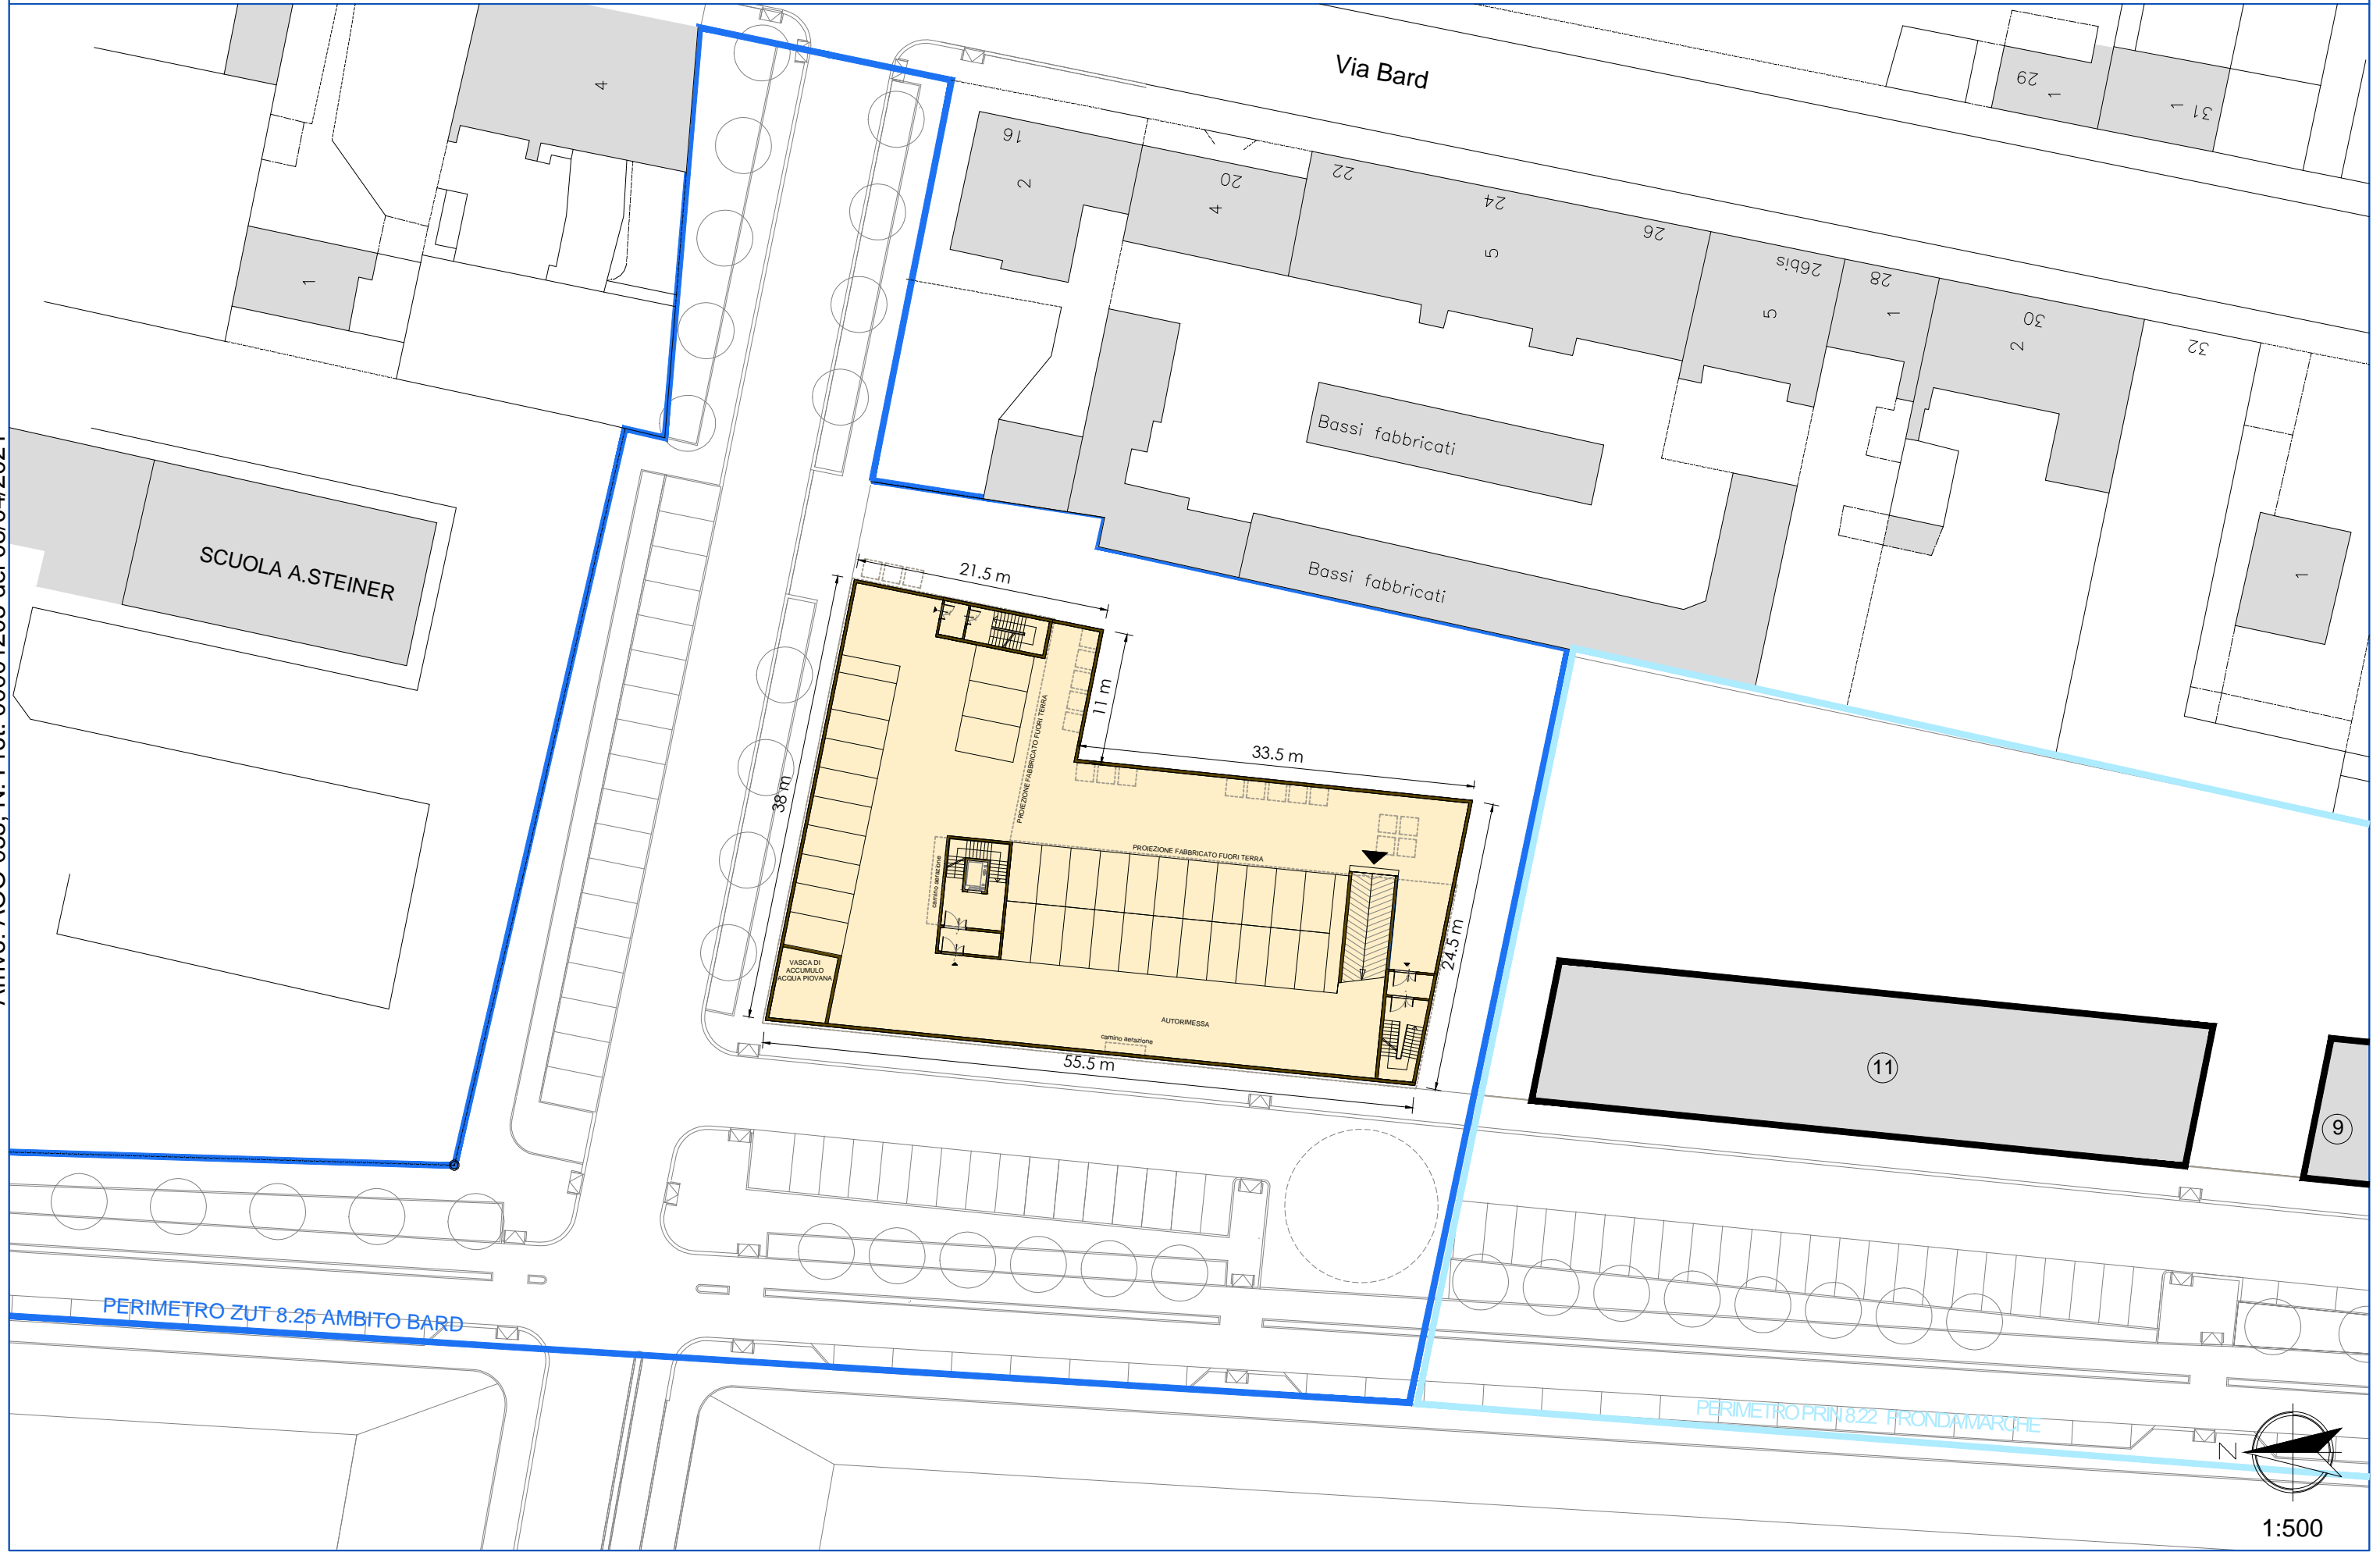 Via Bard
4
29
1
1
31
16
2
20
4
22
24
5
26
26bis
5
28
1
30
2
32
1
1
Bassi fabbricati
Bassi fabbricati
SCUOLA A.STEINER
21.5 m
11 m
33.5 m
38 m
24.5 m
55.5 m
PROIEZIONE FABBRICATO FUORI TERRA
PROIEZIONE FABBRICATO FUORI TERRA
camino aerazione
VASCA DI
ACCUMULO
ACQUA PIOVANA
AUTORIMESSA
camino aerazione
11
9
PERIMETRO ZUT 8.25 AMBITO BARD
PERIMETRO PRIN 8.22 FRONDA/MARCHE
N
1:500